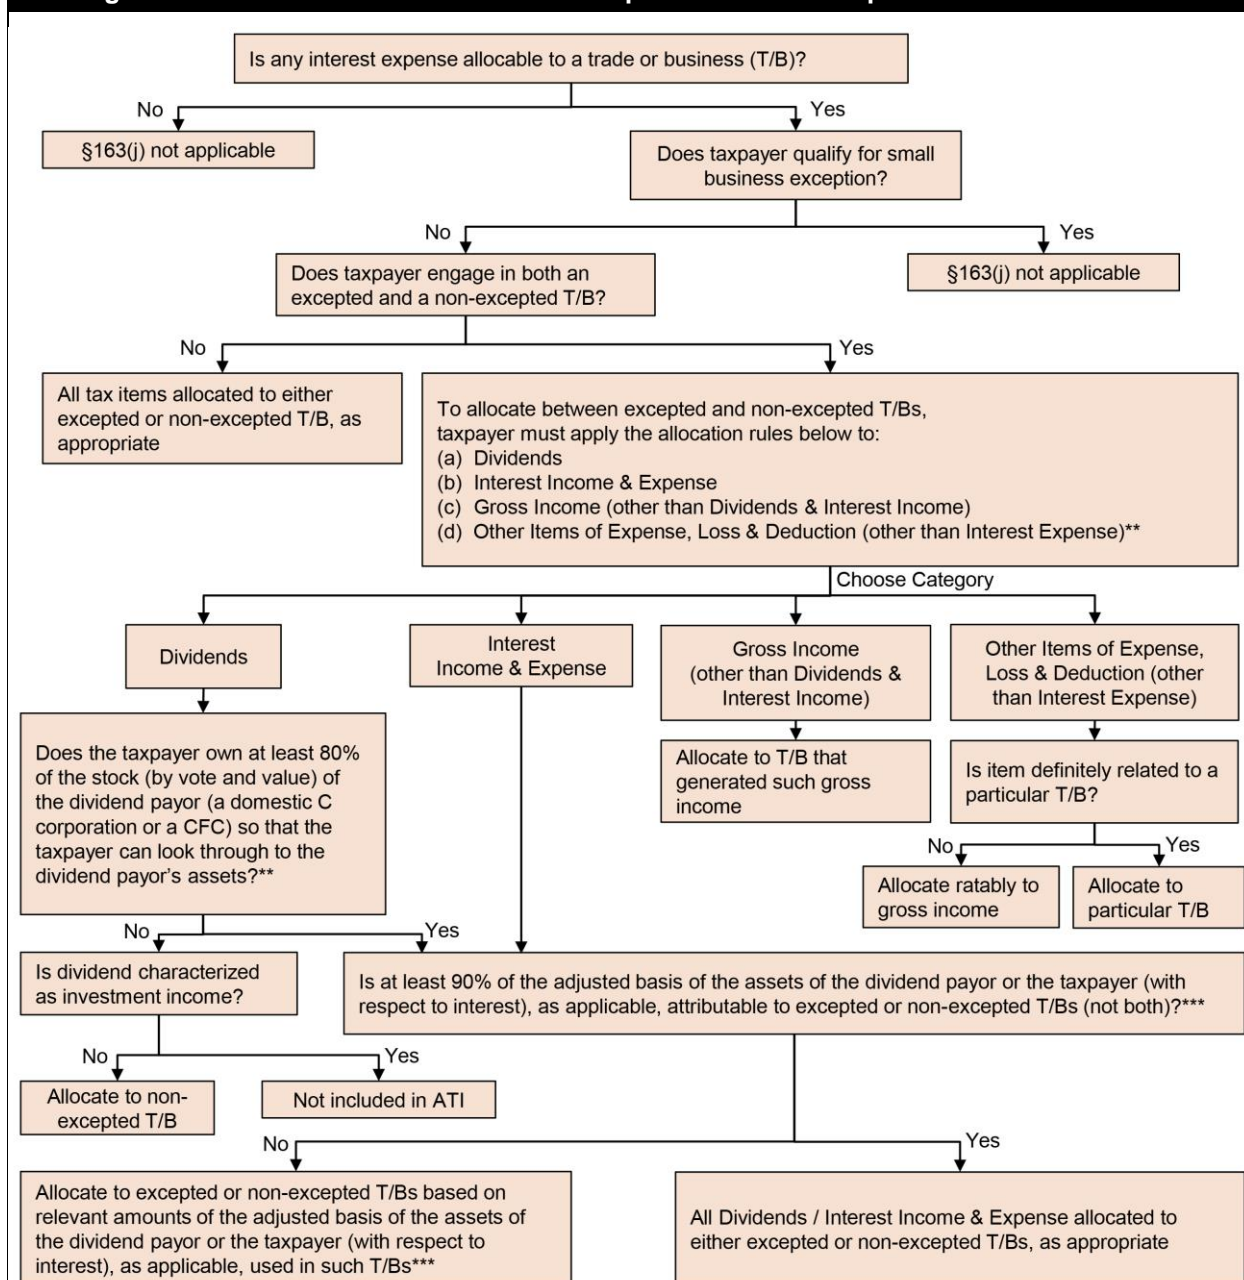 Is any interest expense allocable to a trade or business (T/B)?
No
Yes
§163(j) not applicable
Does taxpayer qualify for small
business exception?
No
Yes
Does taxpayer engage in both an
excepted and a non-excepted T/B?
§163(j) not applicable
No
Yes
All tax items allocated to either
excepted or non-excepted T/B, as
appropriate
To allocate between excepted and non-excepted T/Bs,
taxpayer must apply the allocation rules below to:
(a) Dividends
(b) Interest Income & Expense
(c) Gross Income (other than Dividends & Interest Income)
(d) Other Items of Expense, Loss & Deduction (other than Interest Expense)**
Choose Category
Dividends
Interest
Income & Expense
Gross Income
(other than Dividends &
Interest Income)
Other Items of Expense,
Loss & Deduction (other
than Interest Expense)
Does the taxpayer own at least 80%
of the stock (by vote and value) of
the dividend payor (a domestic C
corporation or a CFC) so that the
taxpayer can look through to the
dividend payor's assets?**
Allocate to T/B that
generated such gross
income
Is item definitely related to a
particular T/B?
No
Yes
Allocate ratably to
gross income
Allocate to
particular T/B
No
Yes
Is dividend characterized
as investment income?
Is at least 90% of the adjusted basis of the assets of the dividend payor or the taxpayer (with
respect to interest), as applicable, attributable to excepted or non-excepted T/Bs (not both)?***
No
Yes
Allocate to non-
excepted T/B
Not included in ATI
No
Yes
Allocate to excepted or non-excepted T/Bs based on
relevant amounts of the adjusted basis of the assets of
the dividend payor or the taxpayer (with respect to
interest), as applicable, used in such T/Bs***
All Dividends / Interest Income & Expense allocated to
either excepted or non-excepted T/Bs, as appropriate